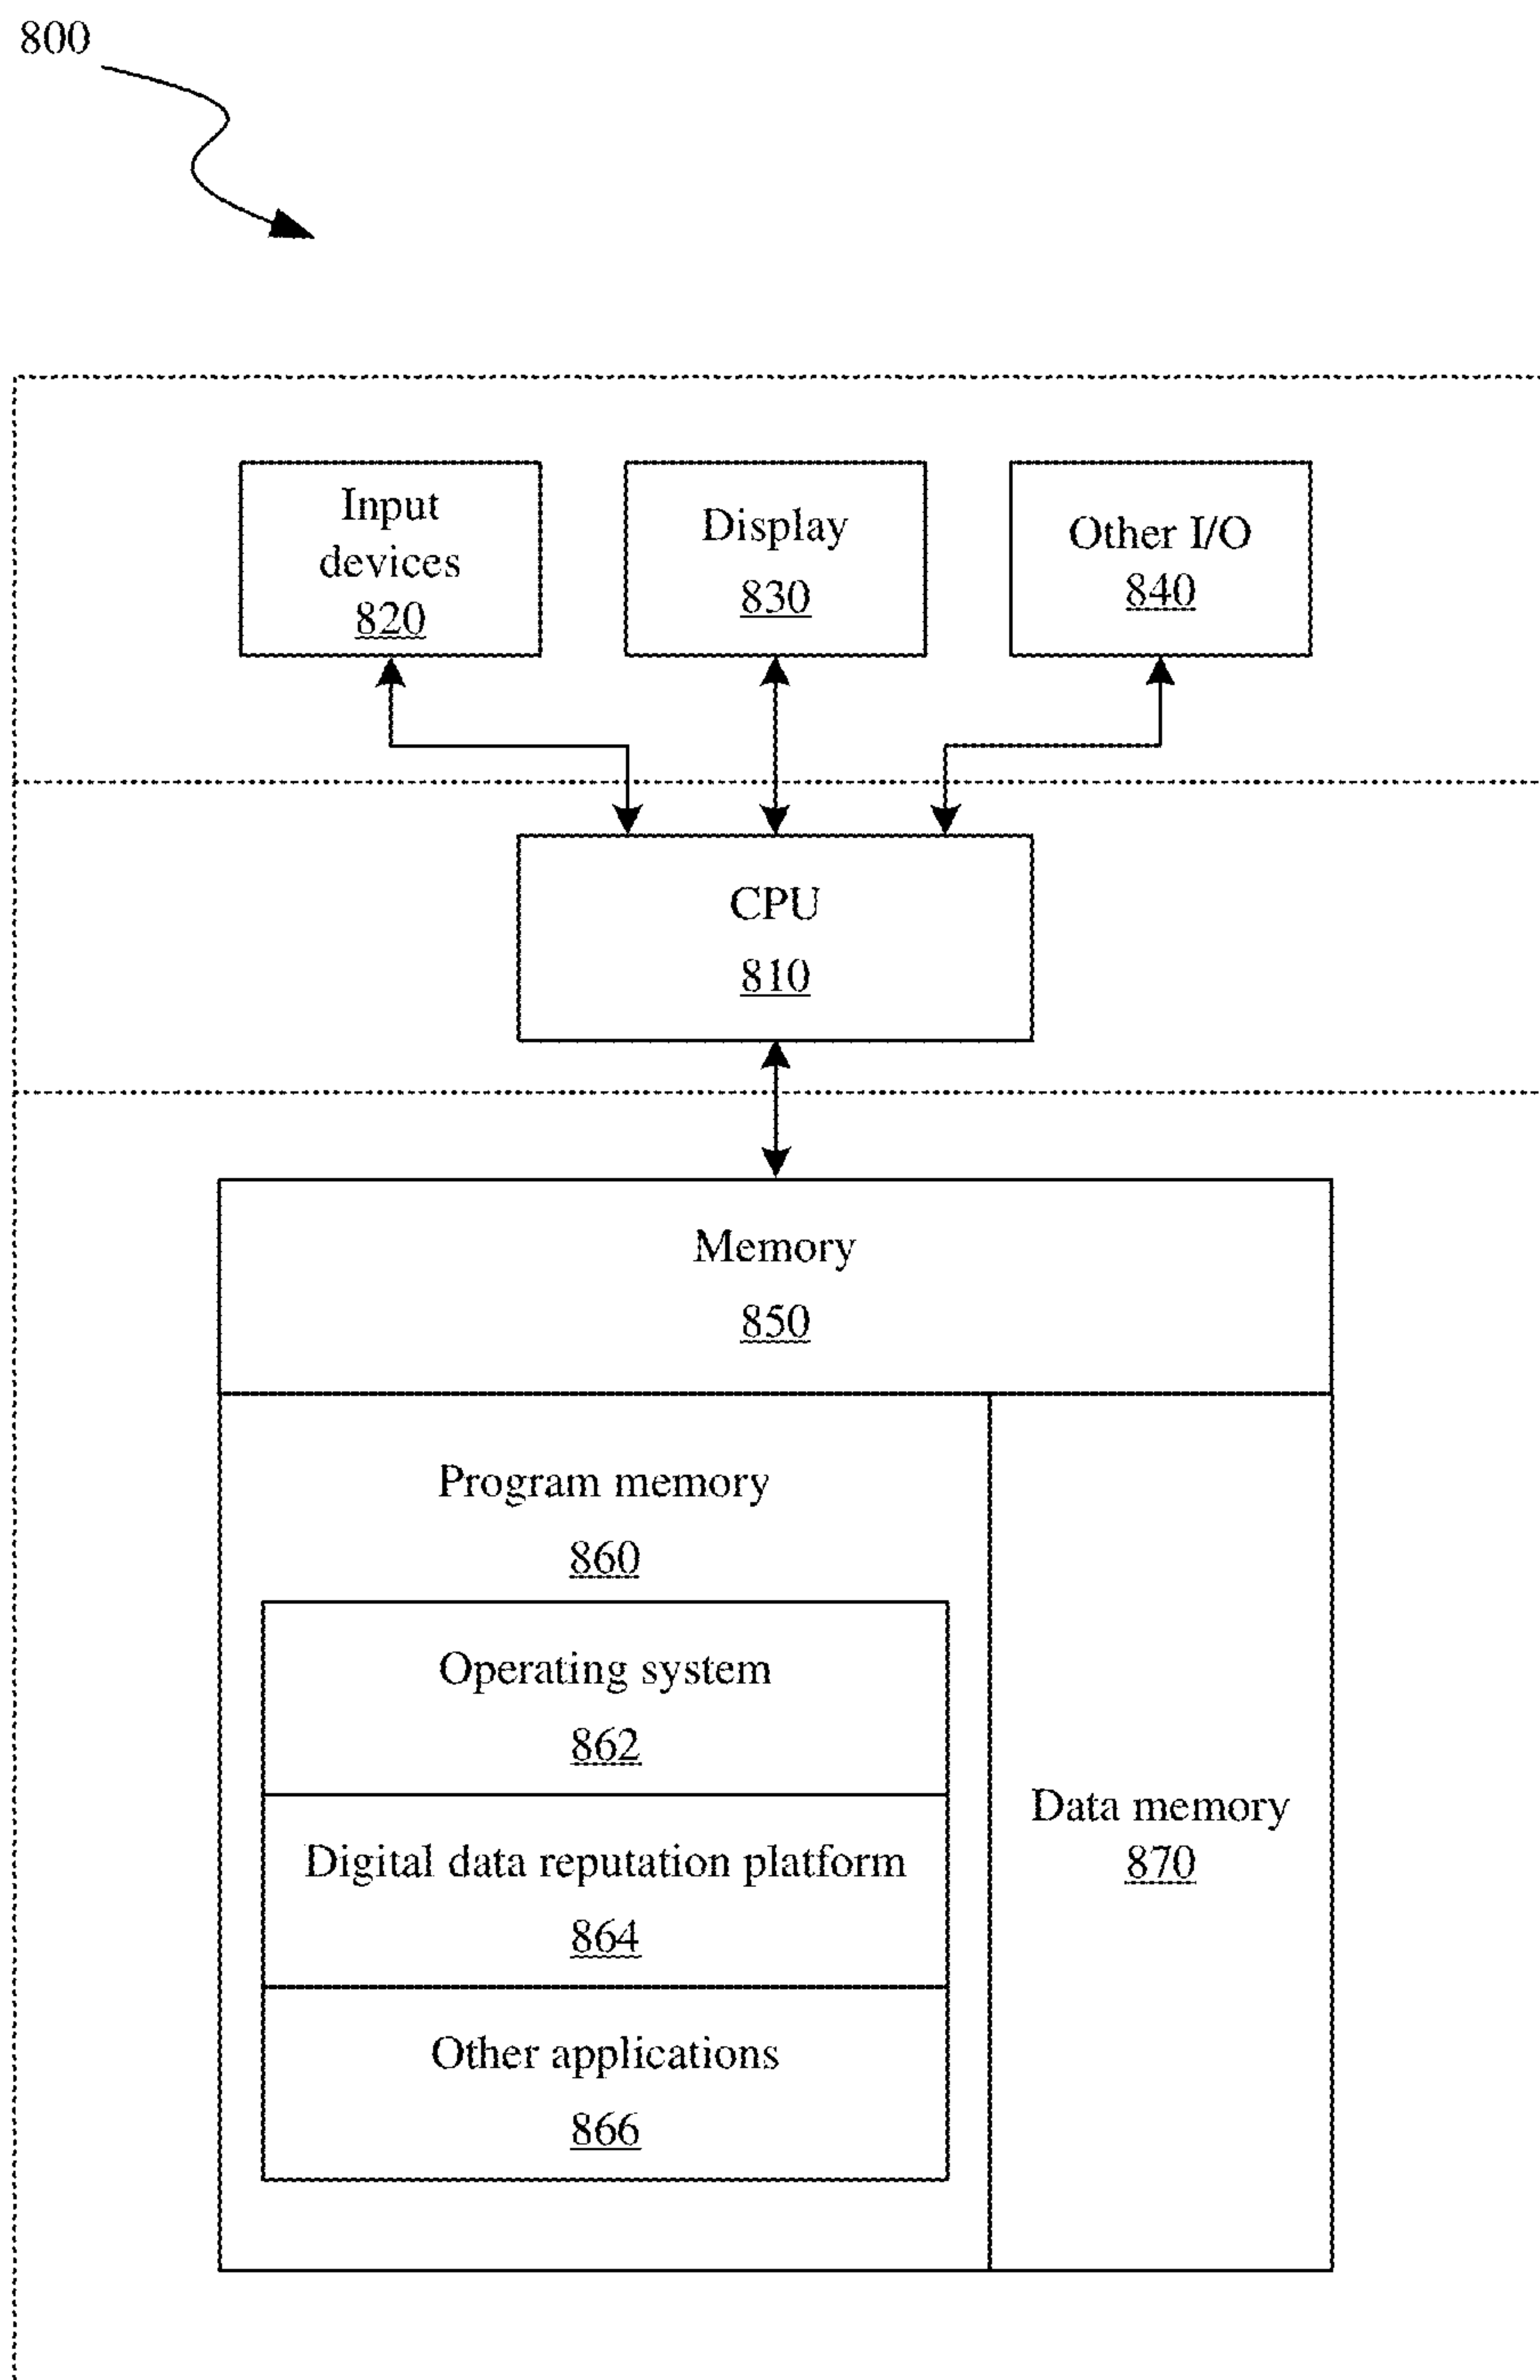 800
Input
devices
820
Display
830
Other I/O
840
CPU
810
Memory
850
Program memory
860
Operating system
862
Digital data reputation platform
864
Other applications
866
Data memory
870